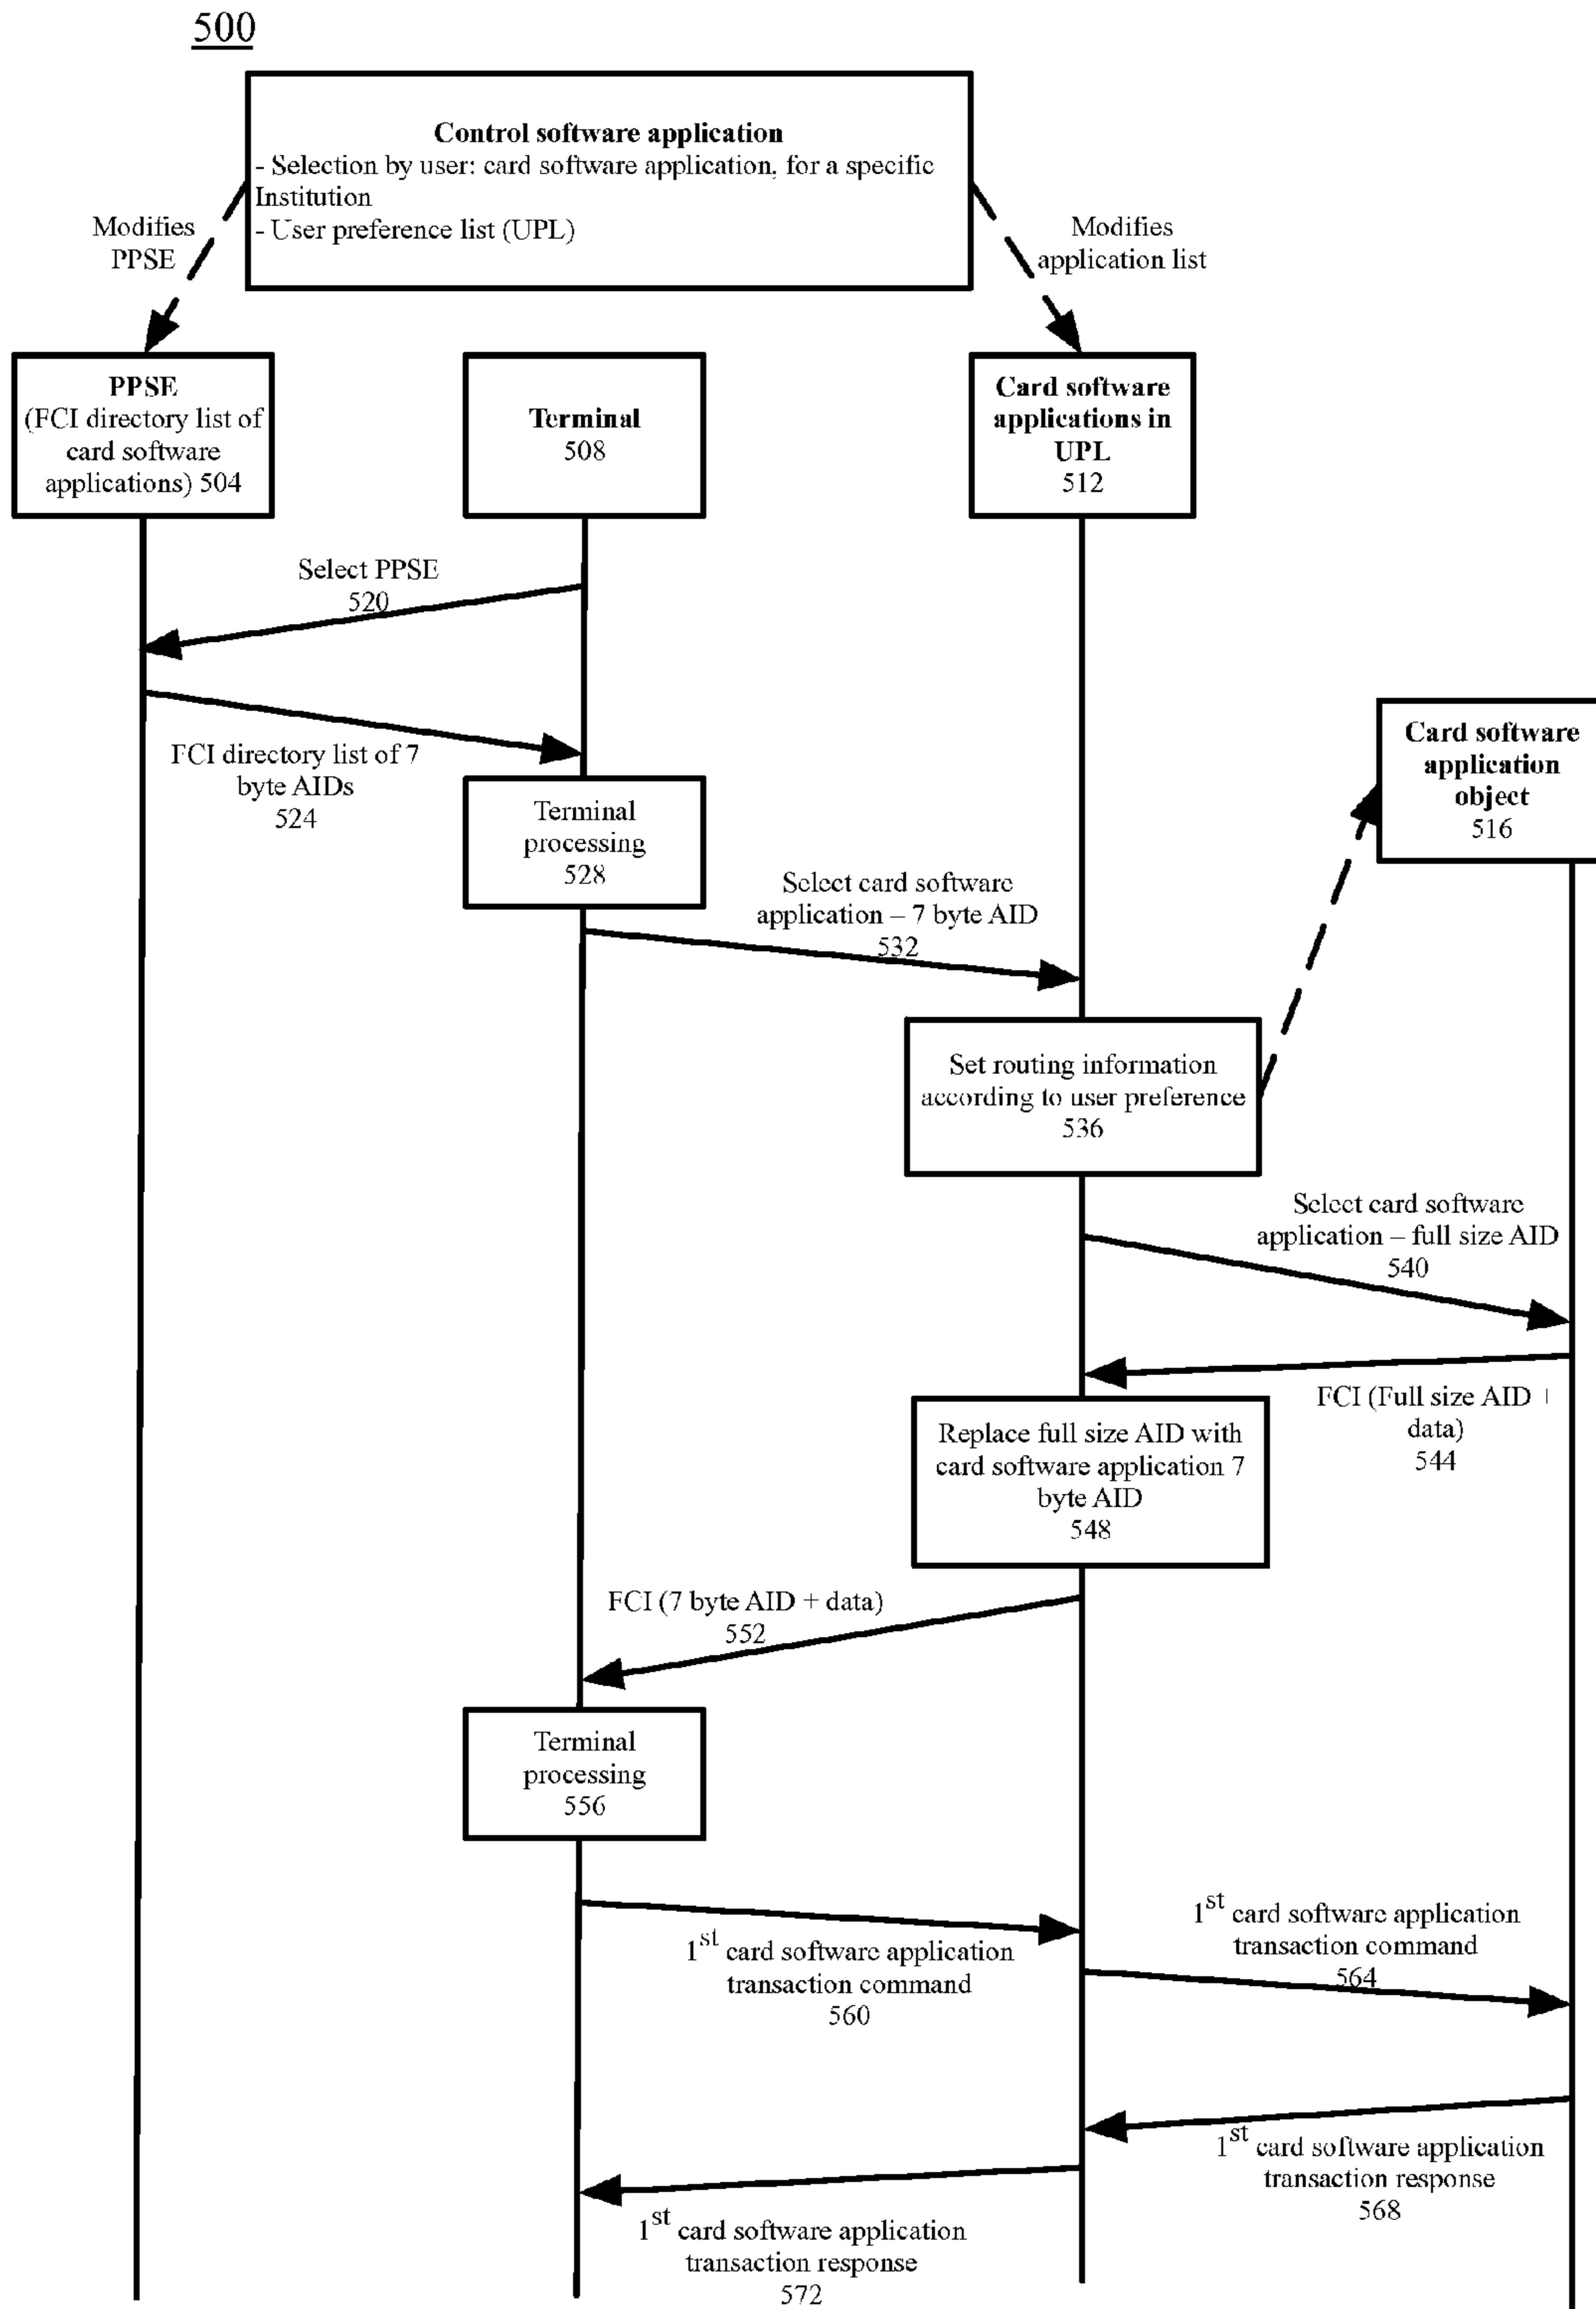 500
Control software application
- Selection by user: card software application, for a specific
Institution
- User preference list (UPL)
Modifies
PPSE
Modifies
application list
PPSE
(FCI directory list of
card software
applications) 504
Terminal
508
Card software
applications in
UPL
512
Select PPSE
520
FCI directory list of 7
byte AIDs
524
Card software
application
object
516
Terminal
processing
528
Select card software
application – 7 byte AID
532
Set routing information
according to user preference
536
Select card software
application – full size AID
540
FCI (Full size AID +
data)
544
Replace full size AID with
card software application 7
byte AID
548
FCI (7 byte AID + data)
552
Terminal
processing
556
1st card software application
transaction command
560
1st card software application
transaction command
564
1st card software application
transaction response
568
1st card software application
transaction response
572